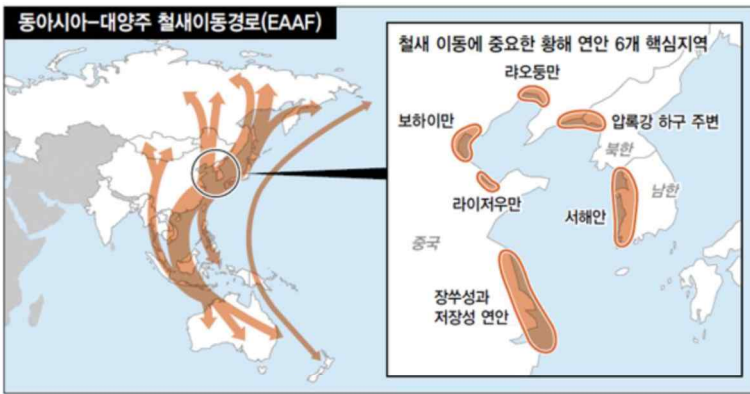 동아시아-대양주 철새이동경로(EAAF)
철새 이동에 중요한 황해 연안 6개 핵심지역
랴오둥만
보하이만
압록강 하구 주변
북한
라이저우만
남한
서해안
중국
장쑤성과
저장성 연안